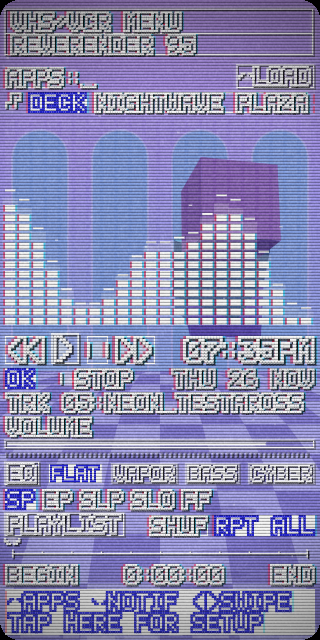 VHS/VCR MENU
REWERENDER 95
APPS::_ LOAD
DECK NIGHTWAVE PLAZA
07:35PM
OK STOP THU 26 NOV
TRK 05:NEON_TESTAROSS
VOLUME
EQ FLAT VAPOR BASS CYBER
SP EP SLP SLO FF
PLAYLIST SHUF RPT ALL
BEGIN 0:00:00 END
APPS NOTIF SWIPE
TAP HERE FOR SETUP